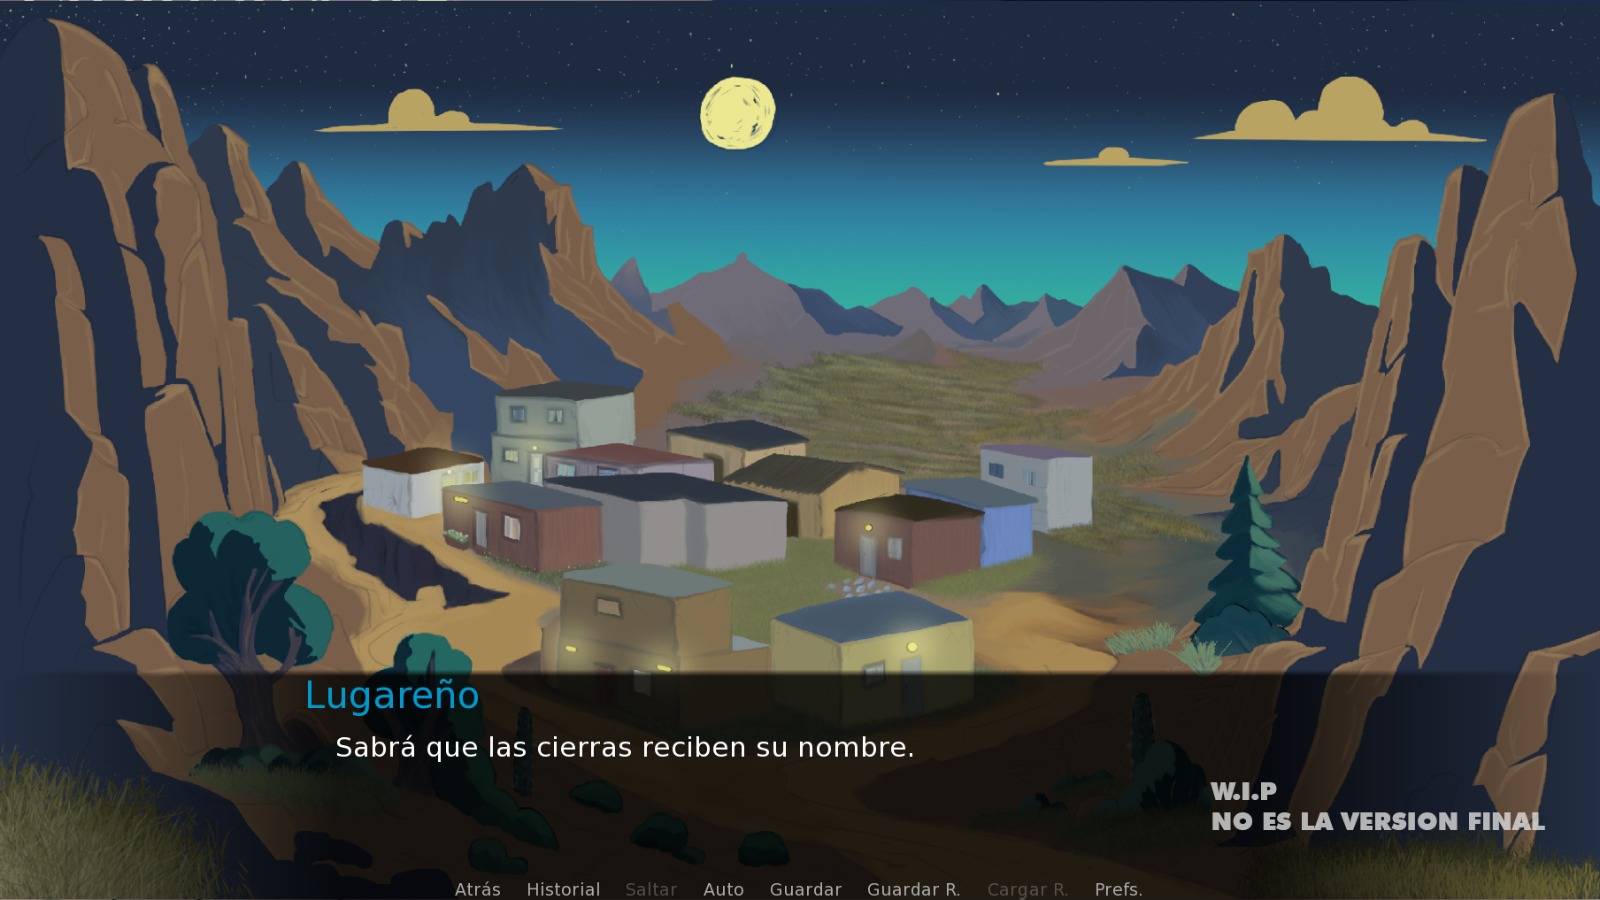 Lugareño
Sabrá que las cierras reciben su nombre.
W.I.P
NO ES LA VERSION FINAL
Atrás Historial Saltar Auto Guardar Guardar R. Cargar R. Prefs.